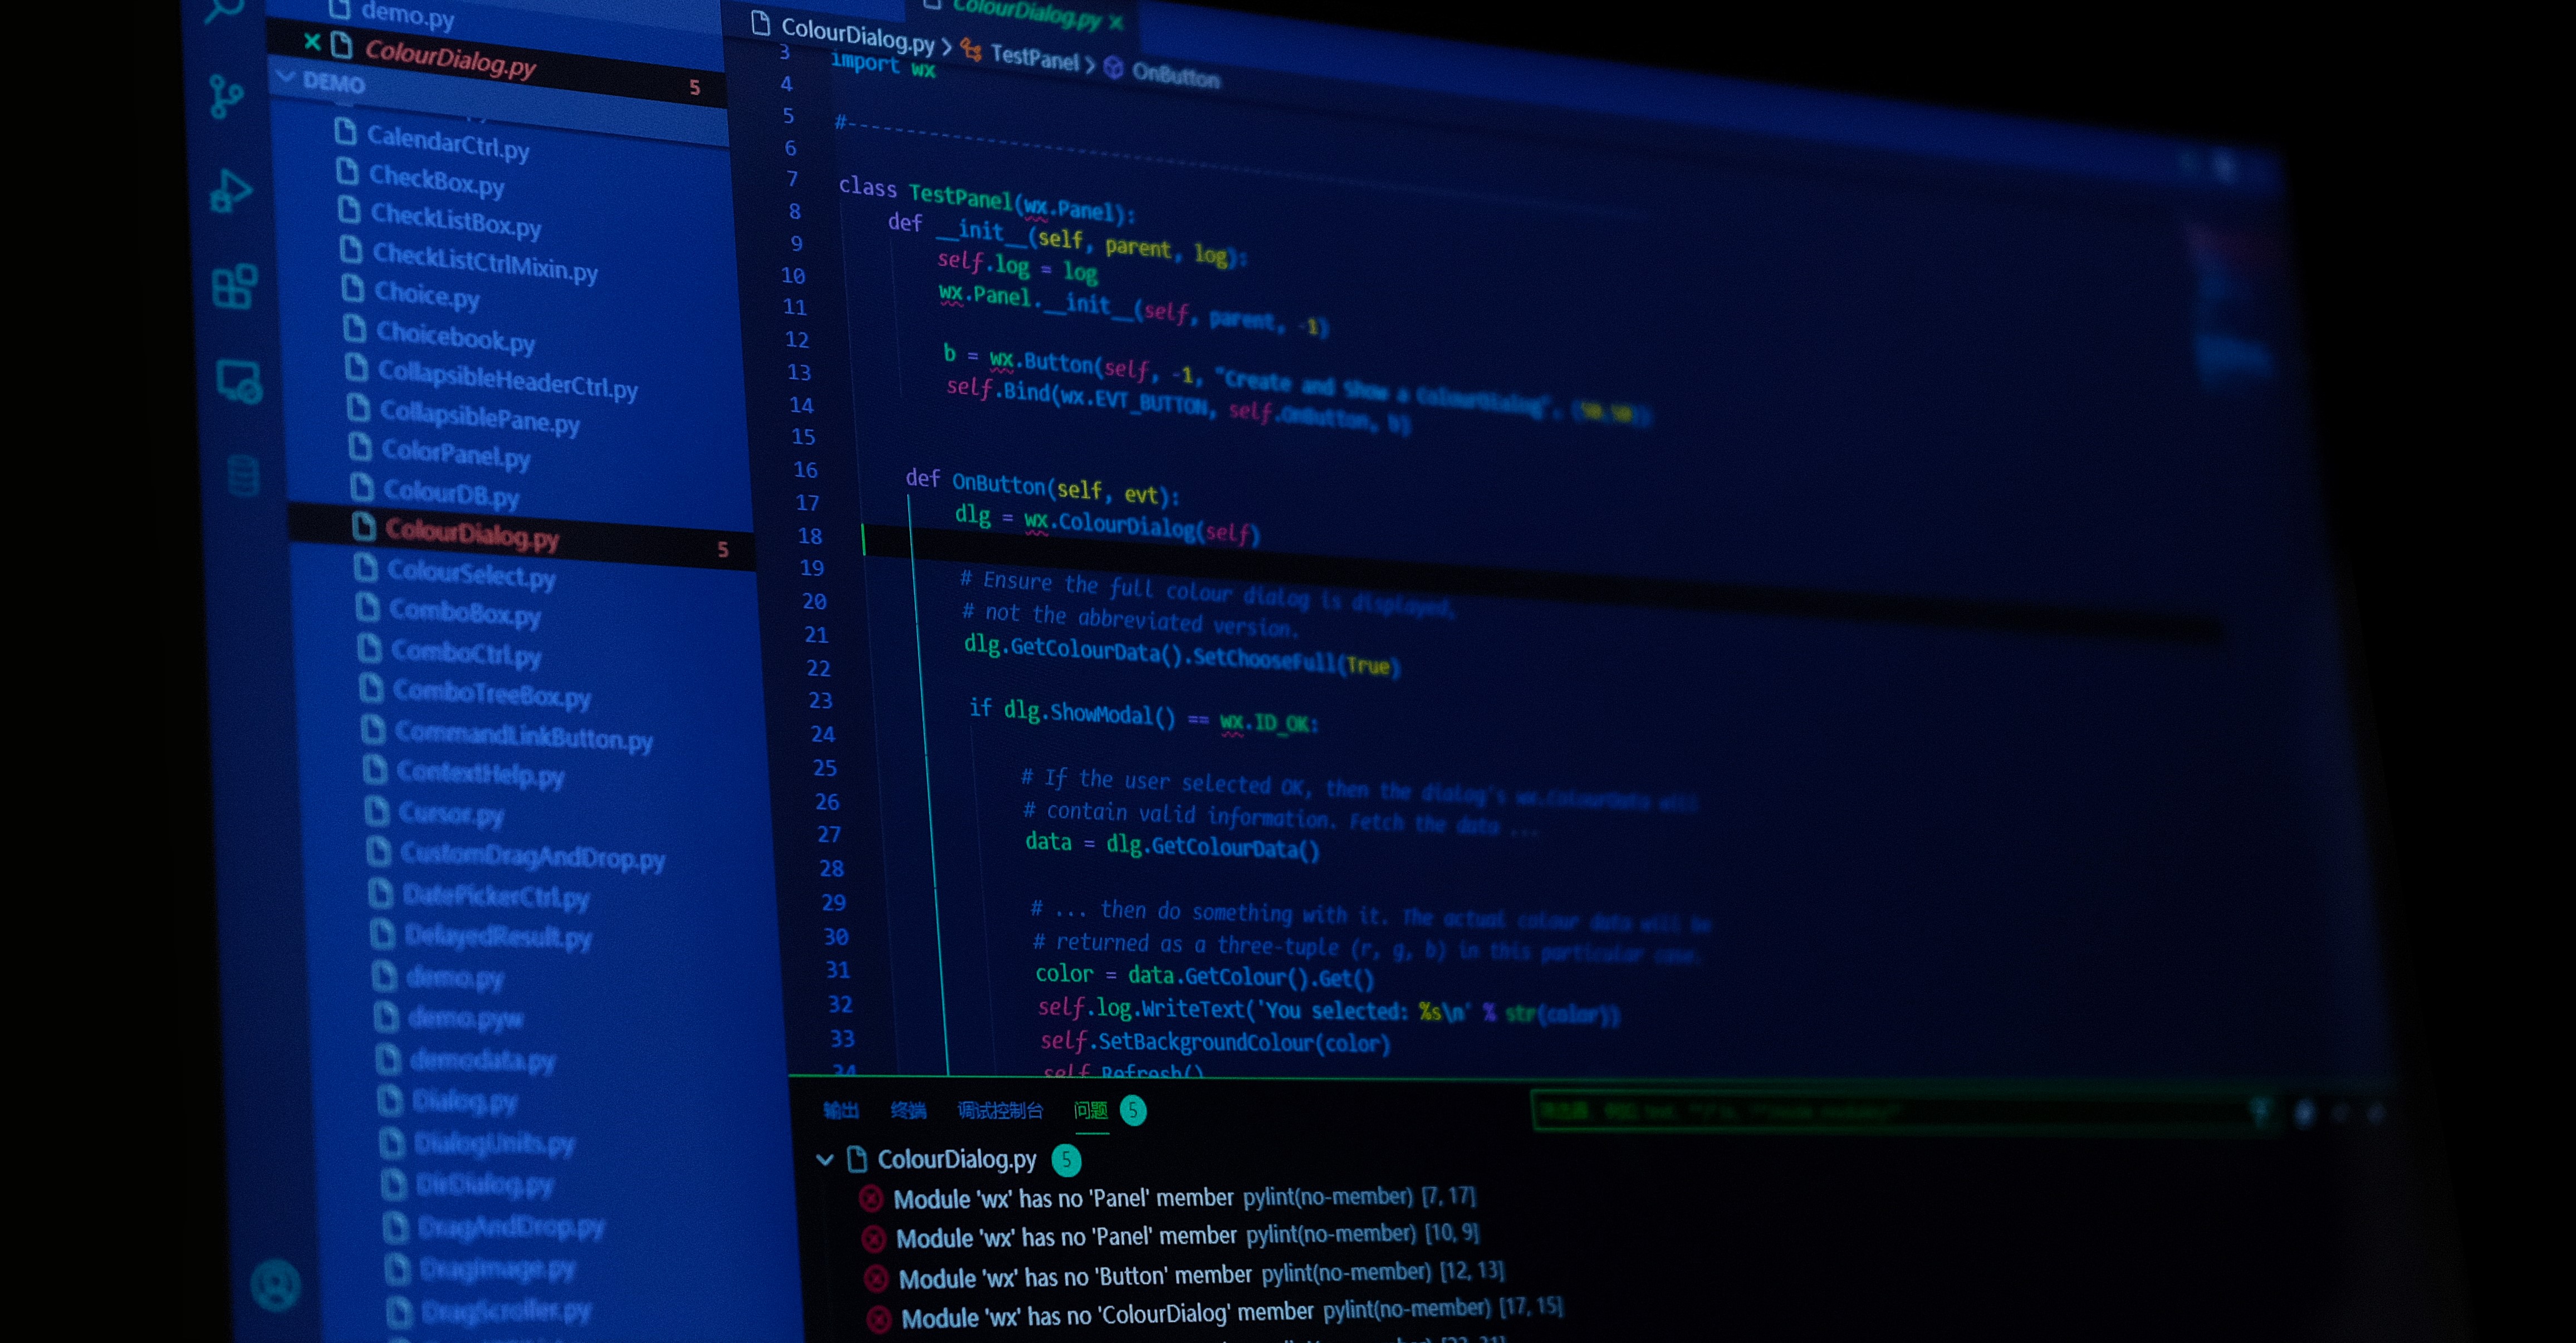 demo.py
ColourDialog.py 5
DEMO
CalendarCtrl.py
CheckBox.py
CheckListBox.py
CheckListCtrlMixin.py
Choice.py
Choicebook.py
CollapsibleHeaderCtrl.py
CollapsiblePane.py
ColorPanel.py
ColourDB.py
ColourDialog.py 5
ColourSelect.py
ComboBox.py
ComboCtrl.py
ComboTreeBox.py
CommandLinkButton.py
ContextHelp.py
Cursor.py
CustomDragAndDrop.py
DatePickerCtrl.py
DelayedResult.py
demo.py
demo.pyw
demodata.py
Dialog.py
DialogUnits.py
DirDialog.py
DragAndDrop.py
DragImage.py
DragScroller.py
ColourDialog.py
ColourDialog.py > TestPanel > OnButton
3 import wx
4
5 #--------------------------------------------------
6
7 class TestPanel(wx.Panel):
8 def __init__(self, parent, log):
9 self.log = log
10 wx.Panel.__init__(self, parent, -1)
11
12 b = wx.Button(self, -1, "Create and Show a ColourDialog", (50,50))
13 self.Bind(wx.EVT_BUTTON, self.OnButton, b)
14
15
16 def OnButton(self, evt):
17 dlg = wx.ColourDialog(self)
18
19 # Ensure the full colour dialog is displayed,
20 # not the abbreviated version.
21 dlg.GetColourData().SetChooseFull(True)
22
23 if dlg.ShowModal() == wx.ID_OK:
24
25 # If the user selected OK, then the dialog's wx.ColourData will
26 # contain valid information. Fetch the data ...
27 data = dlg.GetColourData()
28
29 # ... then do something with it. The actual colour data will be
30 # returned as a three-tuple (r, g, b) in this particular case.
31 color = data.GetColour().Get()
32 self.log.WriteText('You selected: %s\n' % str(color))
33 self.SetBackgroundColour(color)
34 self.Refresh()
输出 终端 调试控制台 问题 5
ColourDialog.py 5
Module 'wx' has no 'Panel' member pylint(no-member) [7, 17]
Module 'wx' has no 'Panel' member pylint(no-member) [10, 9]
Module 'wx' has no 'Button' member pylint(no-member) [12, 13]
Module 'wx' has no 'ColourDialog' member pylint(no-member) [17, 15]